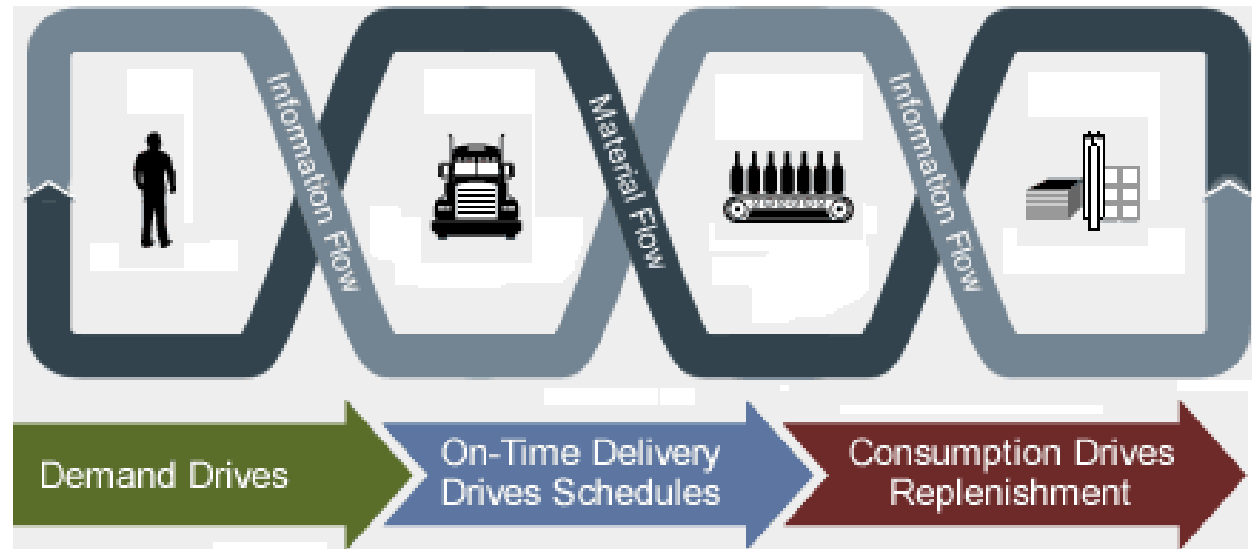 Information Flow
Material Flow
Information Flow
Demand Drives
On-Time Delivery
Drives Schedules
Consumption Drives
Replenishment